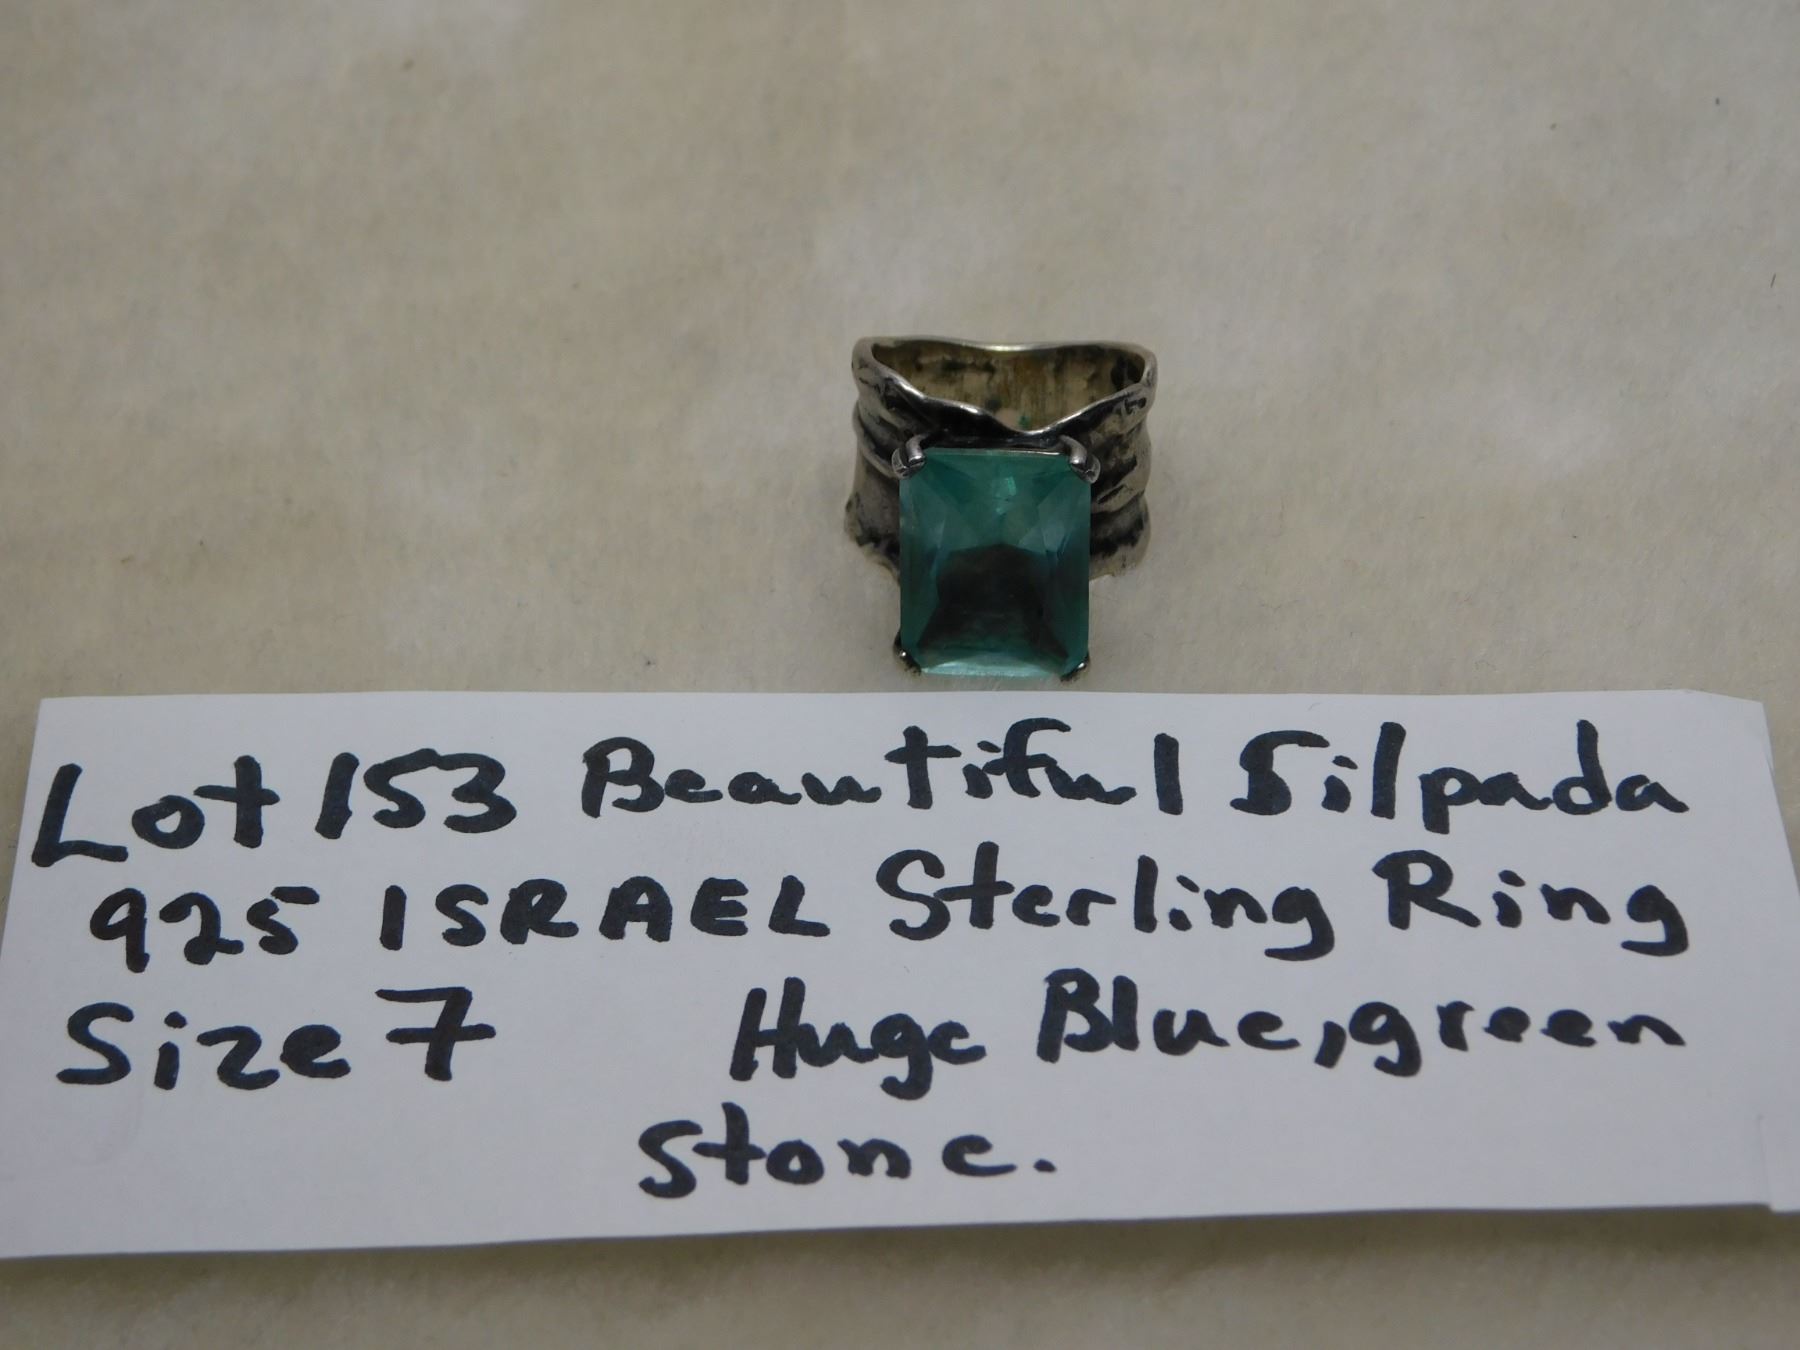 Lot 153 Beautiful Silpada
925 ISRAEL Sterling Ring
Size 7 Huge Blue, green
stone.